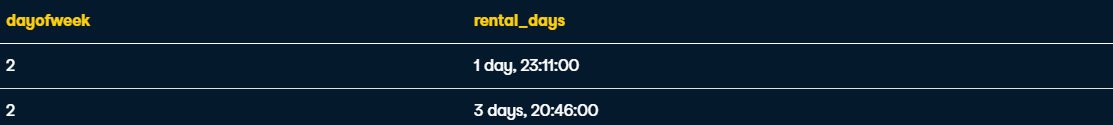 dayofweek rental_days
2 1 day, 23:11:00
2 3 days, 20:46:00